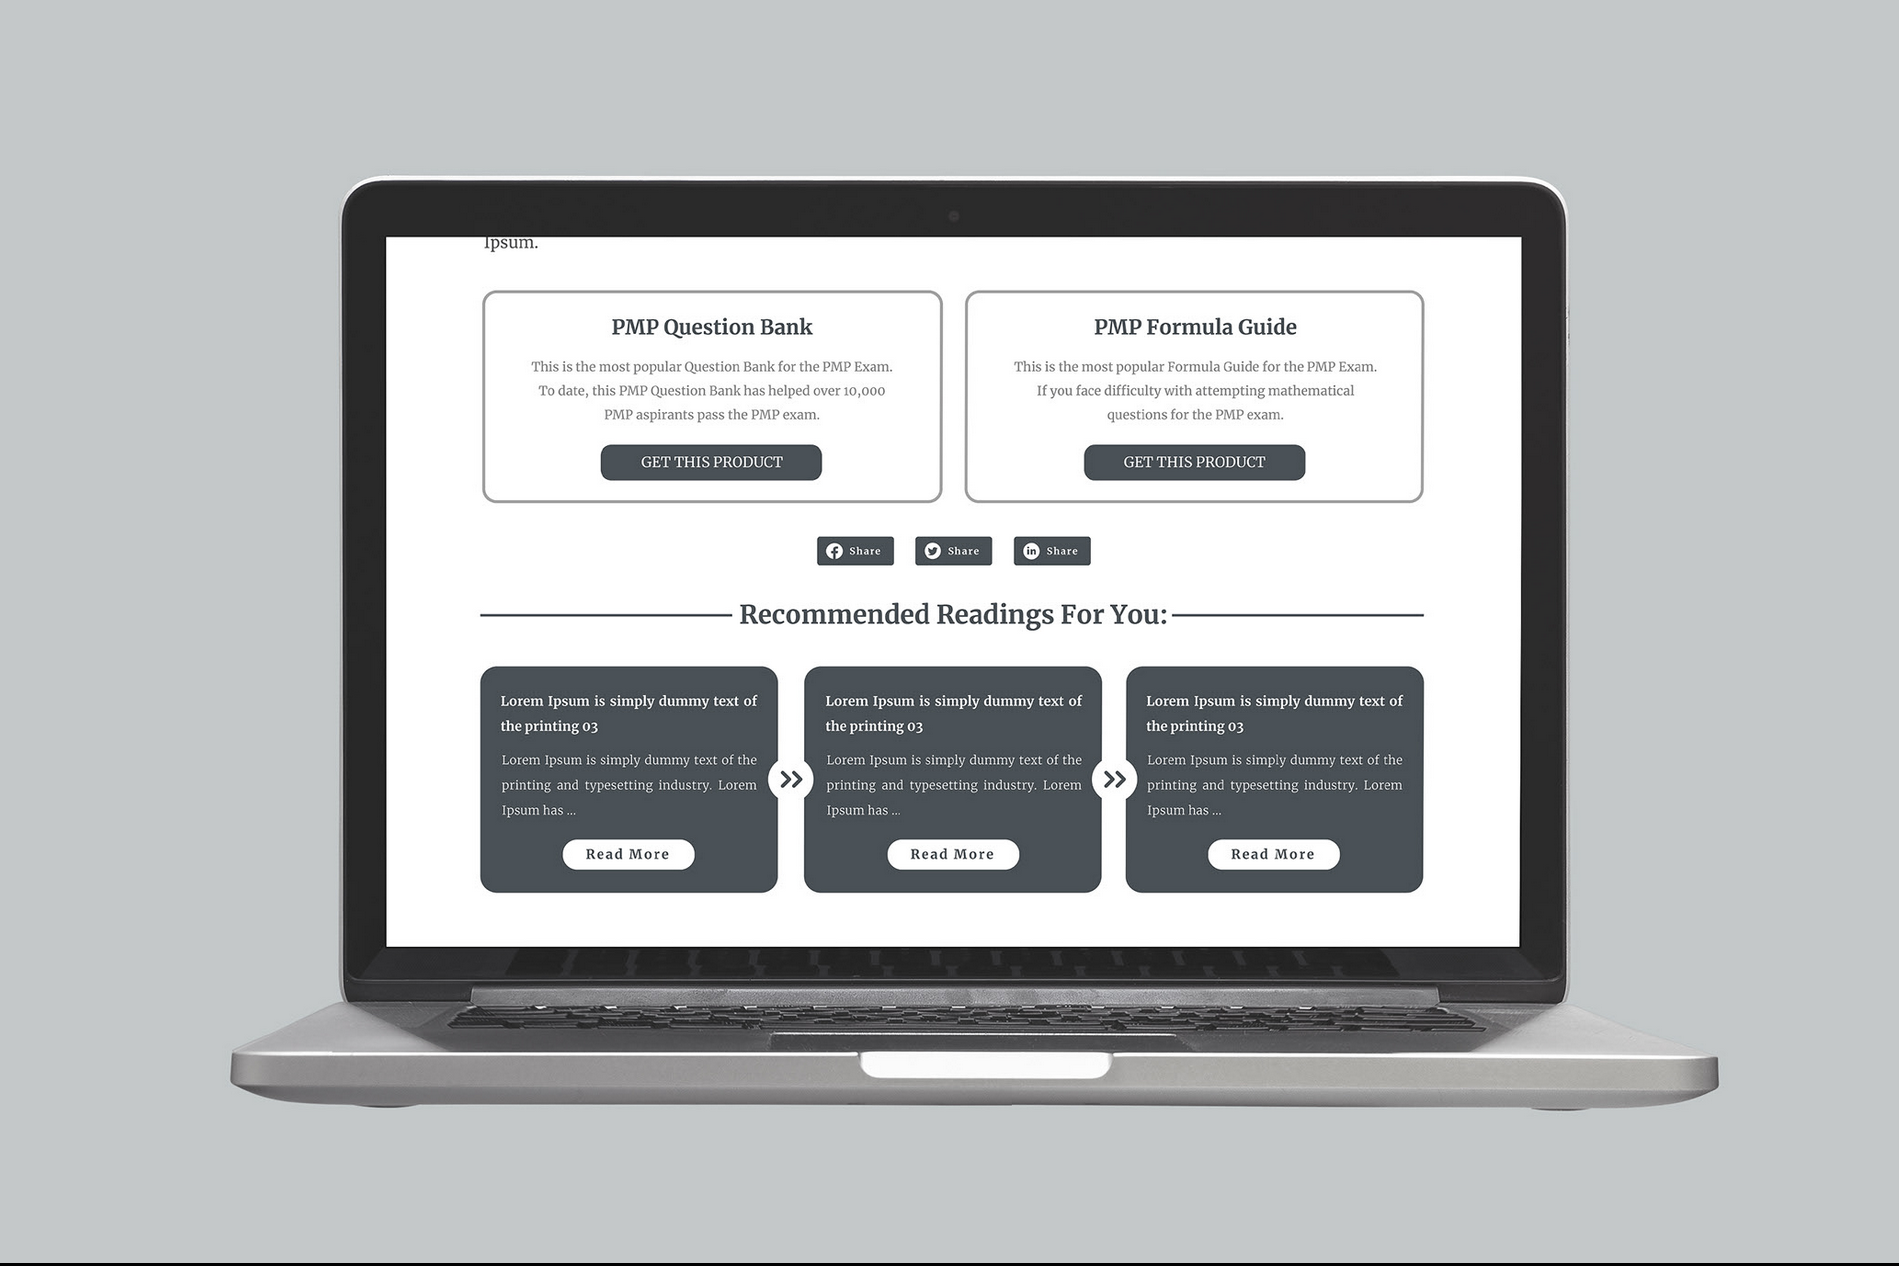 Ipsum.
PMP Question Bank
This is the most popular Question Bank for the PMP Exam.
To date, this PMP Question Bank has helped over 10,000
PMP aspirants pass the PMP exam.
GET THIS PRODUCT
PMP Formula Guide
This is the most popular Formula Guide for the PMP Exam.
If you face difficulty with attempting mathematical
questions for the PMP exam.
GET THIS PRODUCT
Share
Share
in Share
Recommended Readings For You:
Lorem Ipsum is simply dummy text of
the printing 03
Lorem Ipsum is simply dummy text of the
printing and typesetting industry. Lorem
Ipsum has ...
Read More
Lorem Ipsum is simply dummy text of
the printing 03
Lorem Ipsum is simply dummy text of the
printing and typesetting industry. Lorem
Ipsum has ...
Read More
Lorem Ipsum is simply dummy text of
the printing 03
Lorem Ipsum is simply dummy text of the
printing and typesetting industry. Lorem
Ipsum has ...
Read More